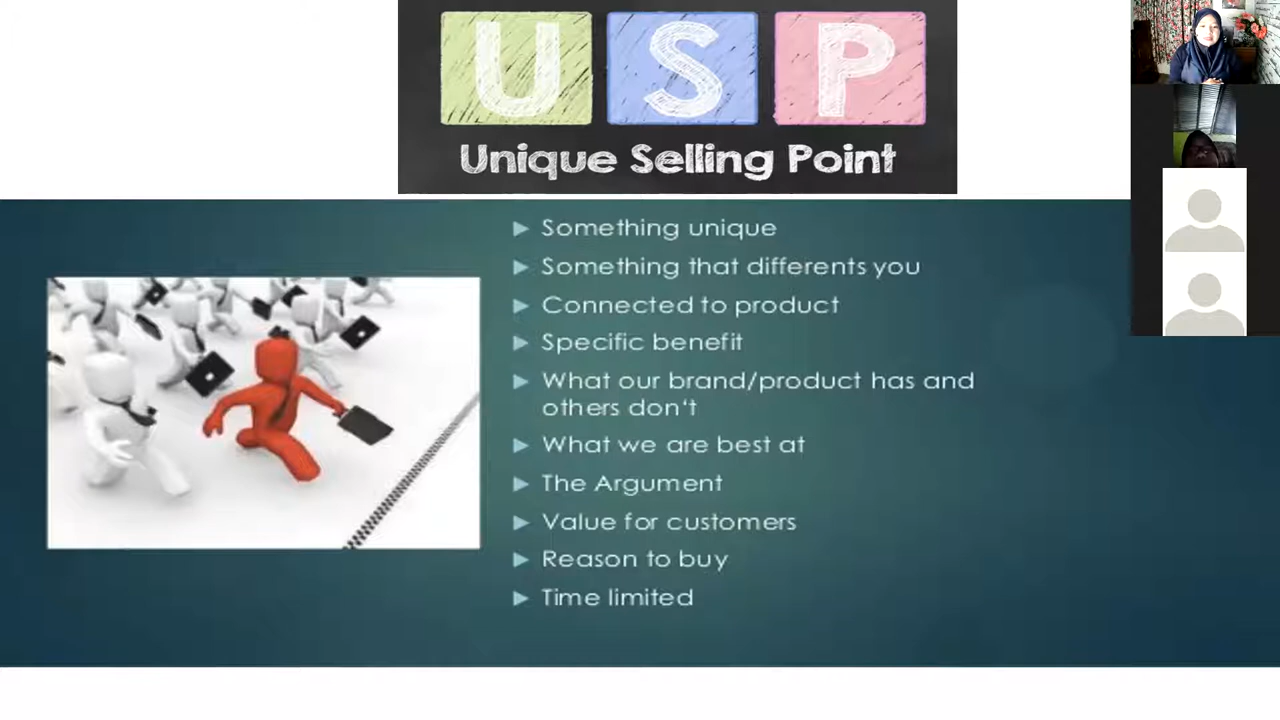 U S P
Unique Selling Point
Something unique
Something that differents you
Connected to product
Specific benefit
What our brand/product has and
others don't
What we are best at
The Argument
Value for customers
Reason to buy
Time limited